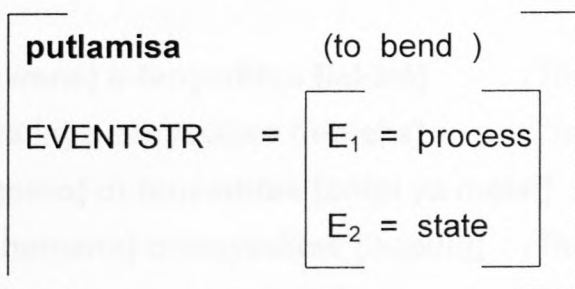 putlamisa (to bend )
EVENTSTR = E₁ = process
E₂ = state